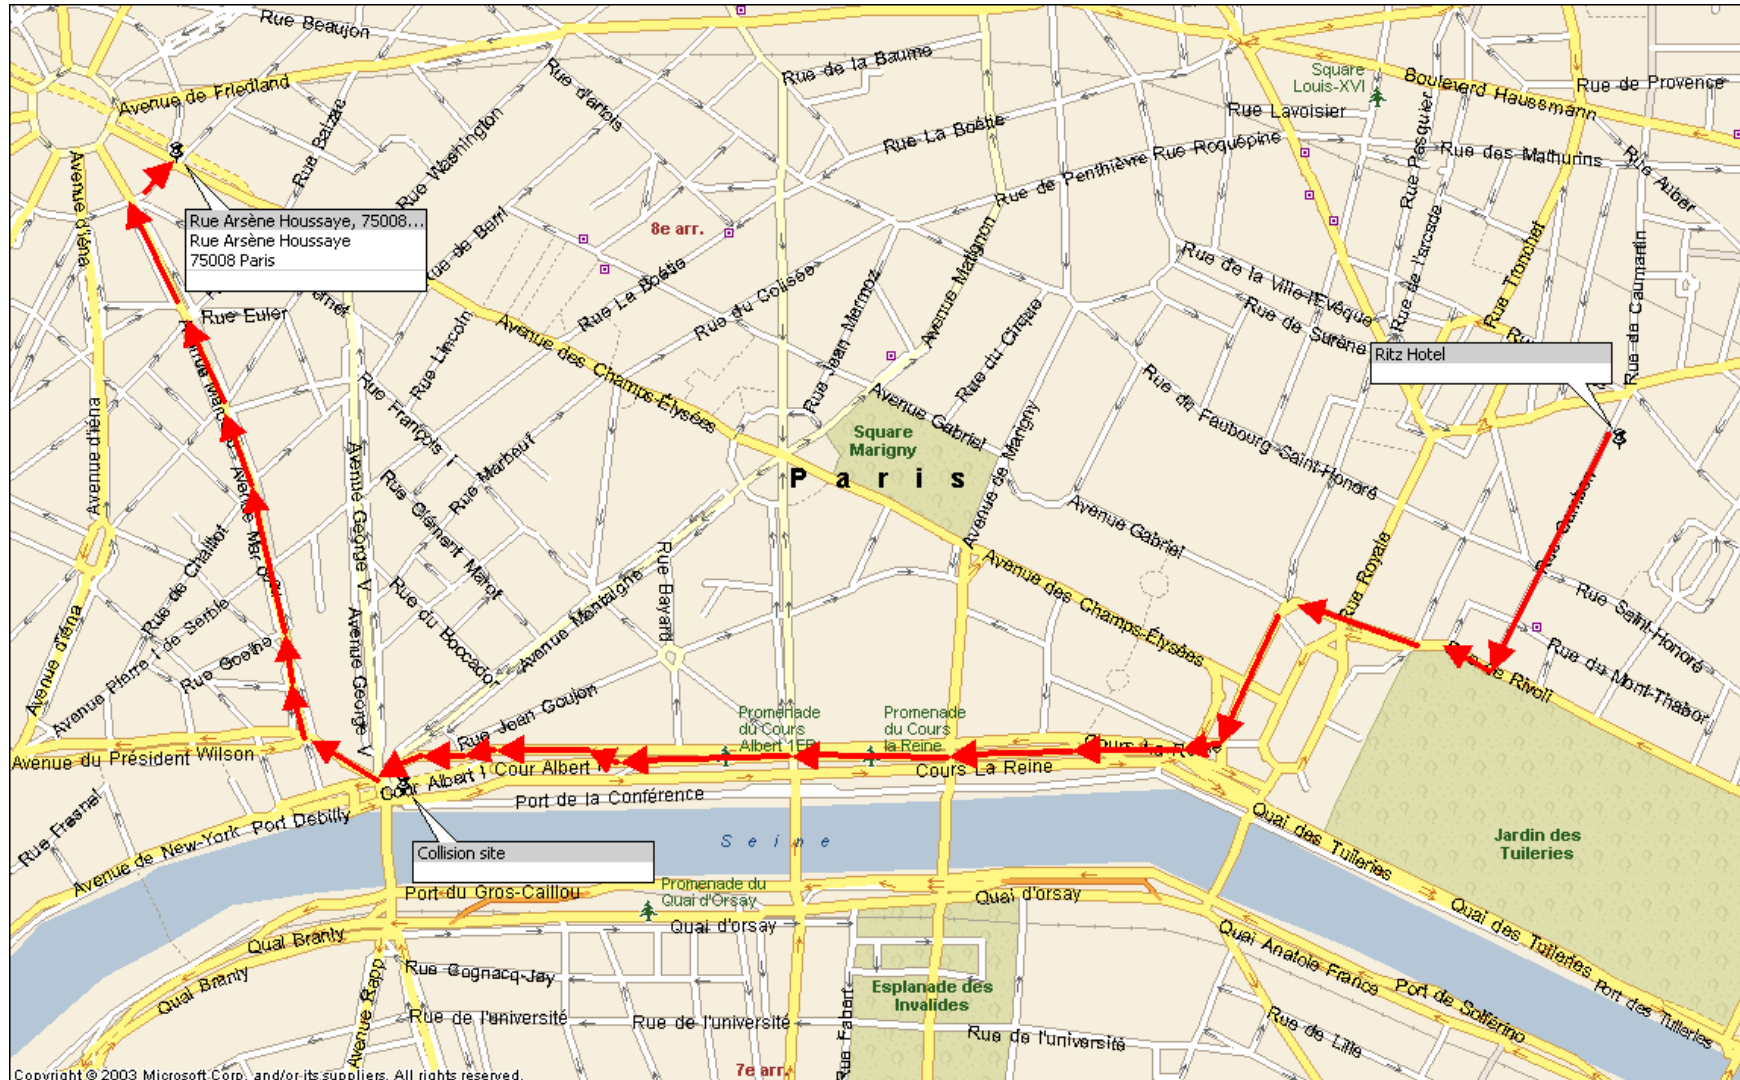 Rue Beaujon
Rue de la Baume
Boulevard Haussmann
Rue de Provence
Square
Louis-XVI
Avenue de Friedland
Rue d'artois
Rue Lavoisier
Rue Balzac
Rue Washington
Rue La Boétie
Rue Pasquier
Rue des Mathurins
Rue Roquépine
Rue de Penthièvre
Rue Auber
Avenue d'iéna
Rue Arsène Houssaye, 75008...
Rue Arsène Houssaye
75008 Paris
Rue de Berri
8e arr.
Avenue Matignon
Rue de l'arcade
Rue Tronchet
Rue de la Ville-l'Evêque
Rue de Caumartin
Rue La Boétie
Rue du Colisée
Rue Jean Mermoz
Rue du Cirque
Rue de Surène
Rue Euler
Rue Lincoln
Avenue des Champs-Élysées
Ritz Hotel
Rue du Faubourg-Saint-Honoré
Rue François I
Avenue Gabriel
Avenue d'iéna
Rue Marbeuf
Square
Marigny
Avenue de Marigny
Paris
Avenue George V
Rue Clément Marot
Avenue Gabriel
Rue Cambon
Rue de Chaillot
Rue Bayard
Avenue Montaigne
Rue Royale
Avenue des Champs-Élysées
Rue Saint-Honoré
Rue du Boccador
Avenue George V
Avenue Pierre I de Serbie
Rue Goethe
Rue du Mont-Thabor
Rue de Rivoli
Avenue d'iéna
Rue Jean Goujon
Promenade
du Cours
Albert 1ER
Promenade
du Cours
la Reine
Cours La Reine
Avenue du Président Wilson
Cours La Reine
Cour Albert I
Cour Albert I
Port de la Conférence
Rue Fresnel
Avenue de New-York
Port Debilly
Quai des Tuileries
Seine
Jardin des
Tuileries
Collision site
Port du Gros-Caillou
Promenade du
Quai d'Orsay
Quai d'orsay
Quai d'orsay
Quai Branly
Quai des Tuileries
Quai Anatole France
Quai Branly
Rue Cognacq-Jay
Esplanade des
Invalides
Port de Solférino
Port des Tuileries
Avenue Rapp
Rue de l'université
Rue de l'université
Rue Fabert
Rue de l'université
Rue de Lille
7e arr.
Copyright © 2003 Microsoft Corp. and/or its suppliers. All rights reserved.